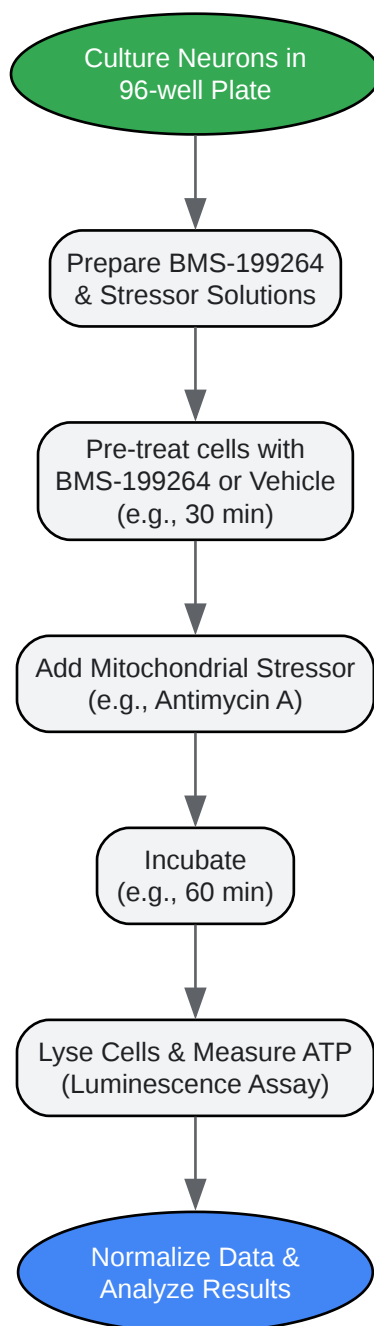 Culture Neurons in
96-well Plate
Prepare BMS-199264
& Stressor Solutions
Pre-treat cells with
BMS-199264 or Vehicle
(e.g., 30 min)
Add Mitochondrial Stressor
(e.g., Antimycin A)
Incubate
(e.g., 60 min)
Lyse Cells & Measure ATP
(Luminescence Assay)
Normalize Data &
Analyze Results